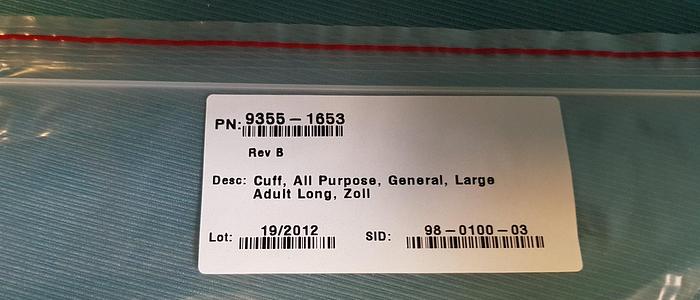 PN: 9355-1653
Rev B
Desc: Cuff, All Purpose, General, Large
Adult Long, Zoll
Lot: 19/2012 SID: 98-0100-03